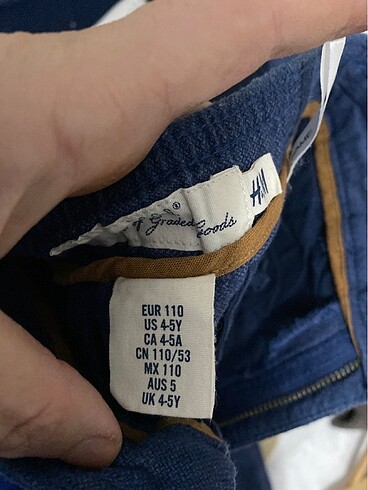 of Graded Goods
H&M
EUR 110
US 4-5Y
CA 4-5A
CN 110/53
MX 110
AUS 5
UK 4-5Y